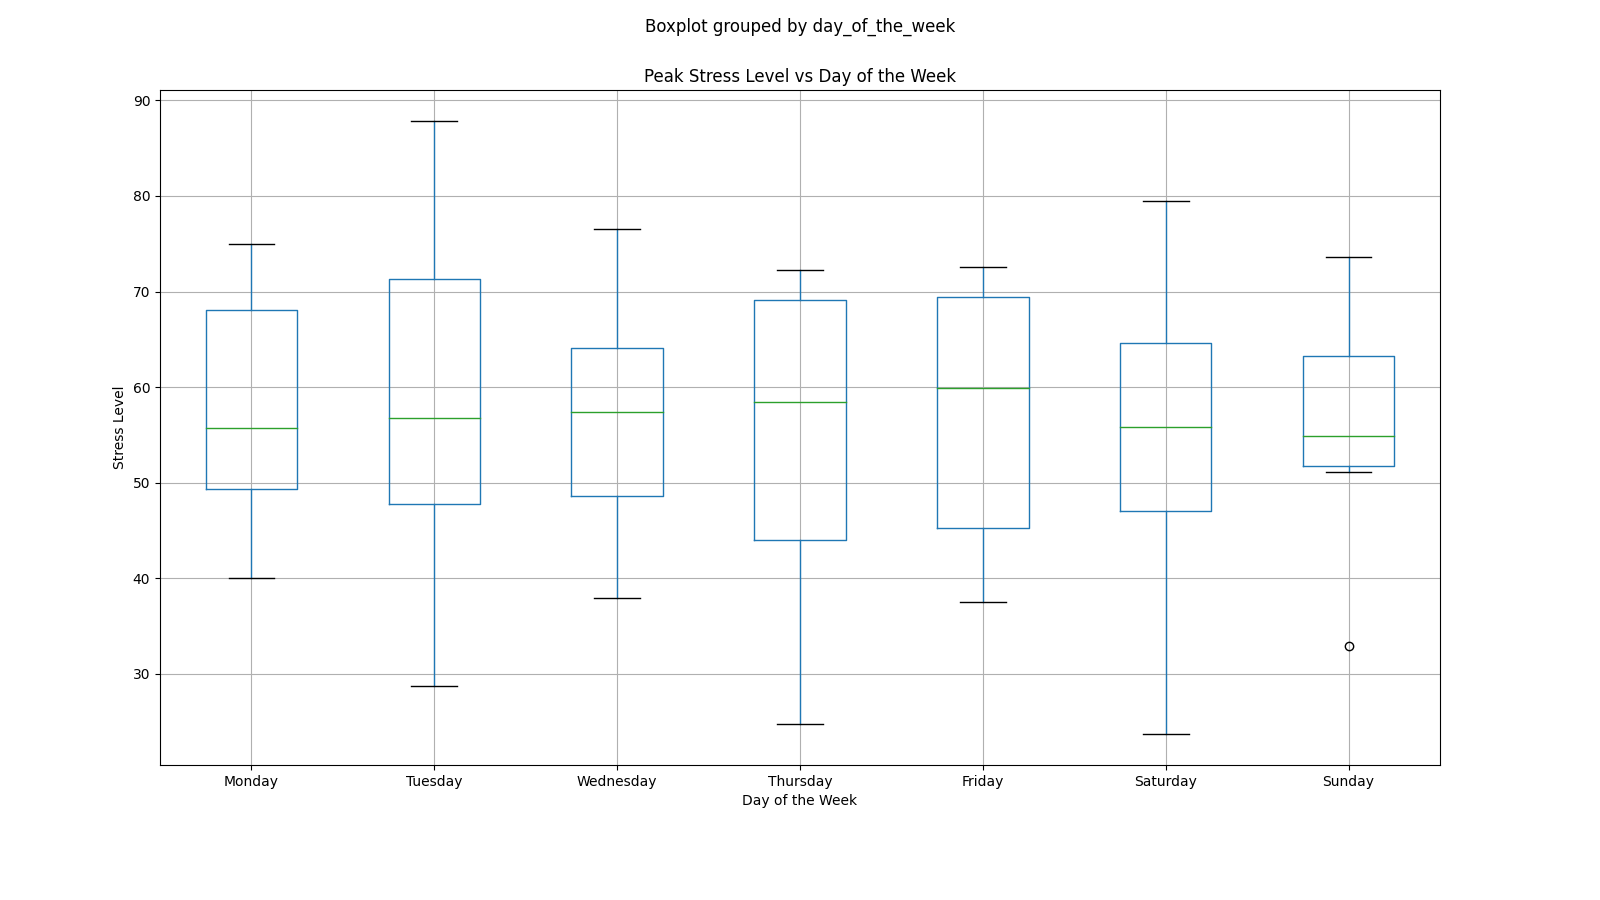 Boxplot grouped by day_of_the_week
Peak Stress Level vs Day of the Week
90
80
70
60
50
40
30
Stress Level
Monday Tuesday Wednesday Thursday Friday Saturday Sunday
Day of the Week